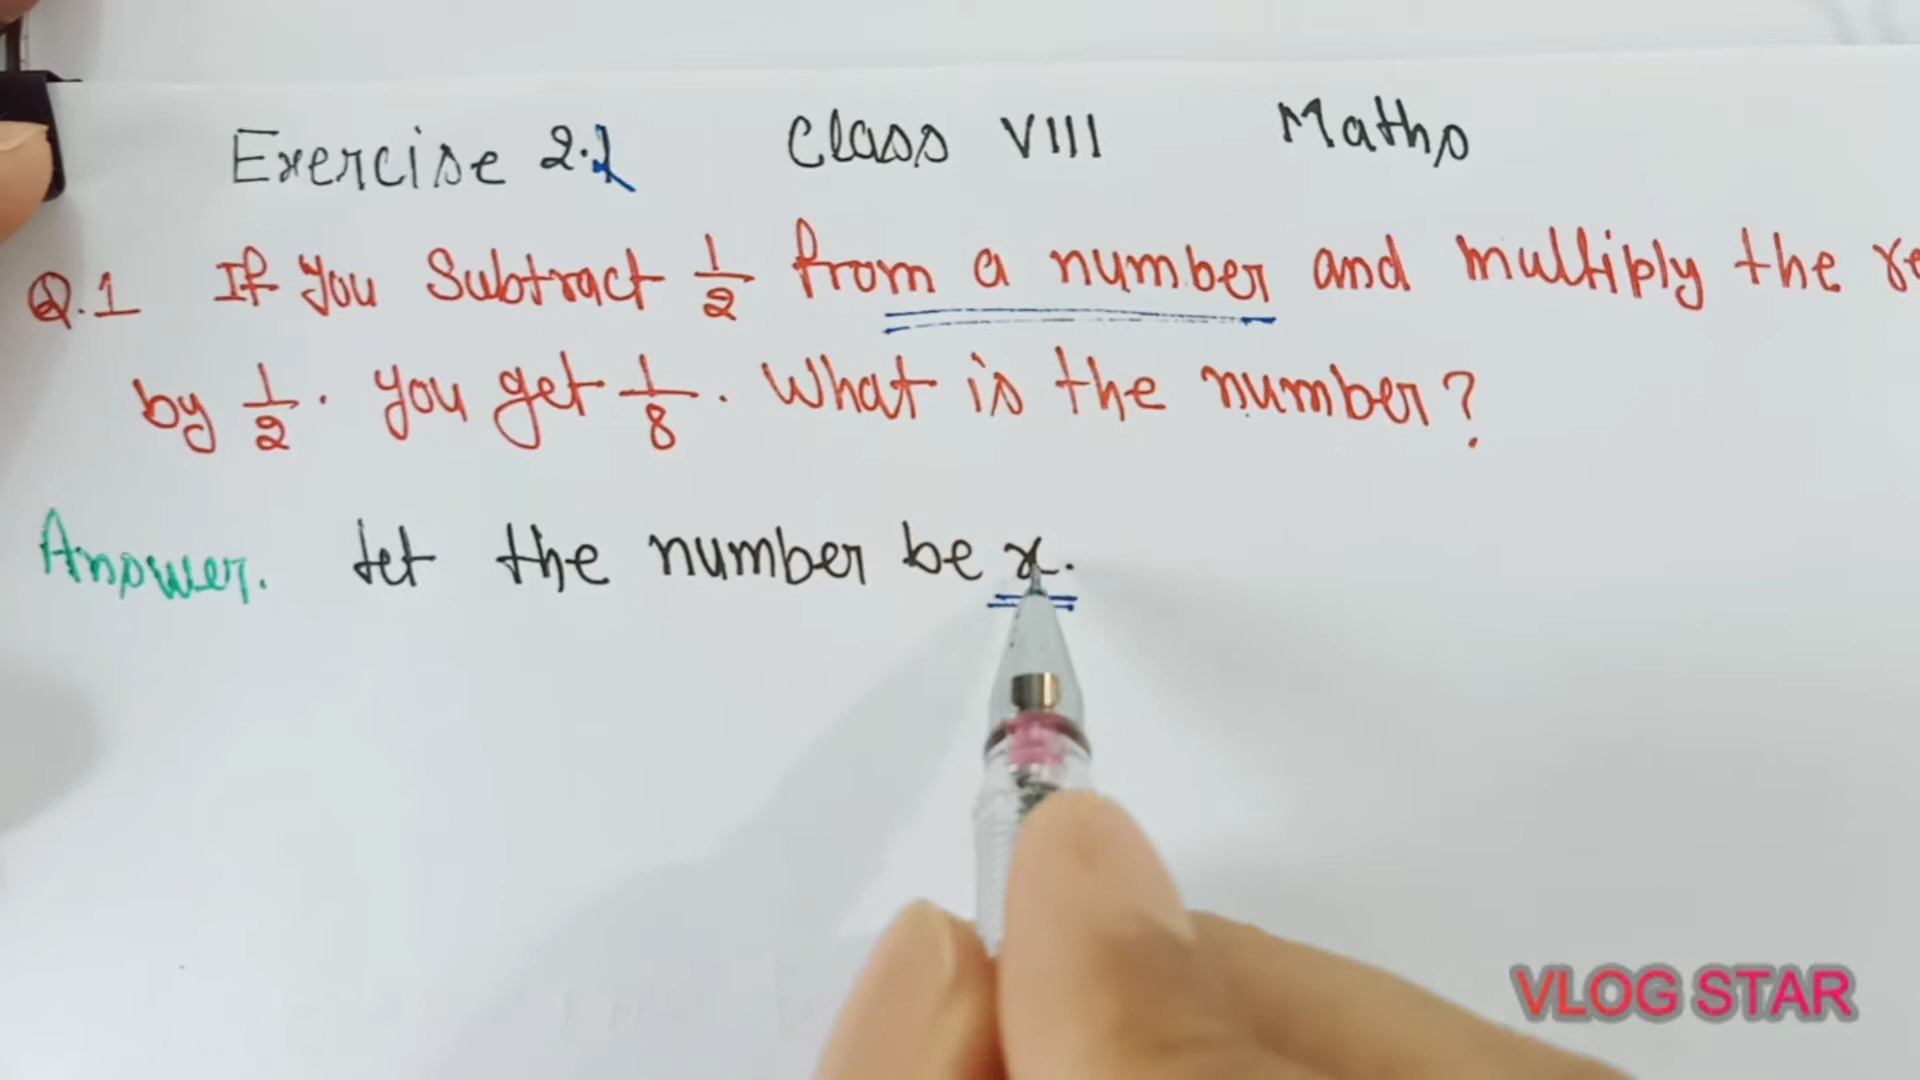 Exercise 2.2 Class VIII Maths
Q.1 If you Subtract 1/2 from a number and multiply the
by 1/2. You get 1/8. What is the number?
Answer. Let the number be x.
VLOG STAR